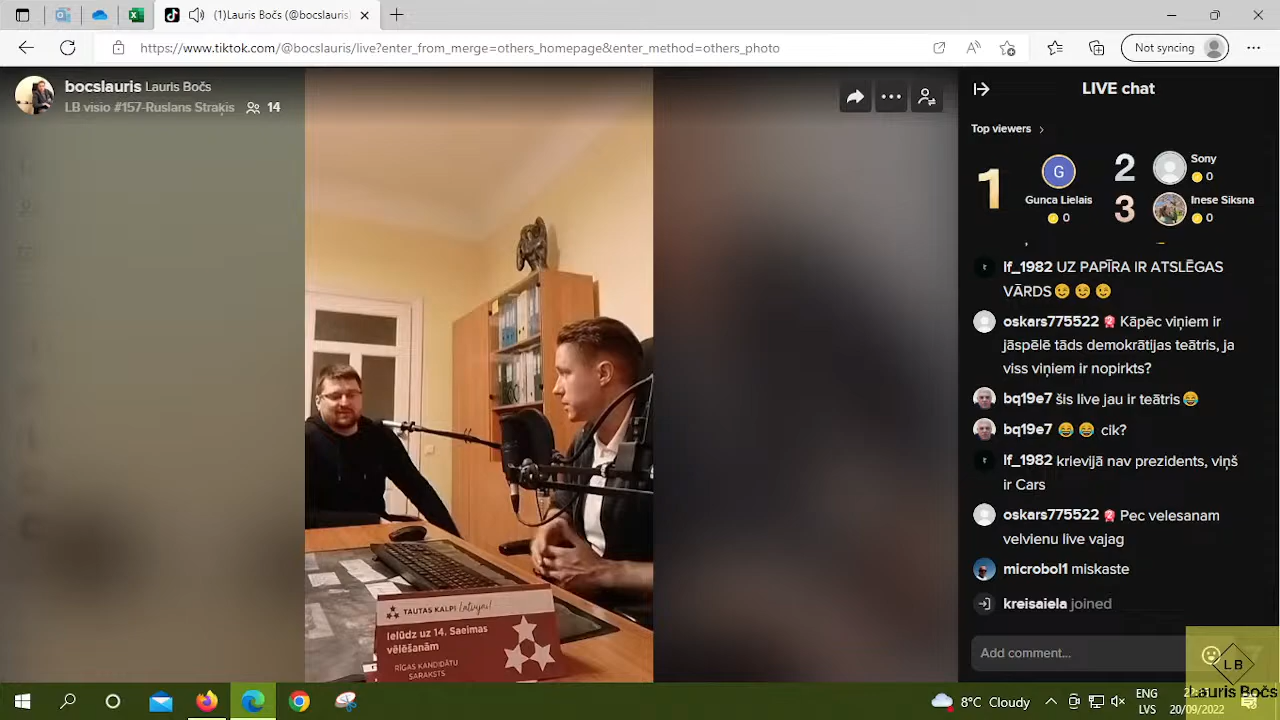 (1)Lauris Bočs (@bocslauris
https://www.tiktok.com/@bocslauris/live?enter_from_merge=others_homepage&enter_method=others_photo
Not syncing
bocslauris Lauris Bočs
LB visio #157-Ruslans Straķis 14
LIVE chat
Top viewers
1
G
Gunca Lielais
0
2
Sony
0
3
Inese Siksna
0
lf_1982 UZ PAPĪRA IR ATSLĒGAS
VĀRDS😉😉😉
oskars775522 Kāpēc viņiem ir
jāspēlē tāds demokrātijas teātris, ja
viss viņiem ir nopirkts?
bq19e7 šis live jau ir teātris😂
bq19e7 😂😂 cik?
lf_1982 krievijā nav prezidents, viņš
ir Cars
oskars775522 Pec velesanam
velvienu live vajag
microbol1 mīskaste
kreisaiela joined
Add comment...
TAUTAS KALPI Latvijai!
Ielūdz uz 14. Saeimas
vēlēšanām
RĪGAS KANDIDĀTU
SARAKSTS
LB
Lauris Bočs
8°C Cloudy
ENG
LVS
20/09/2022